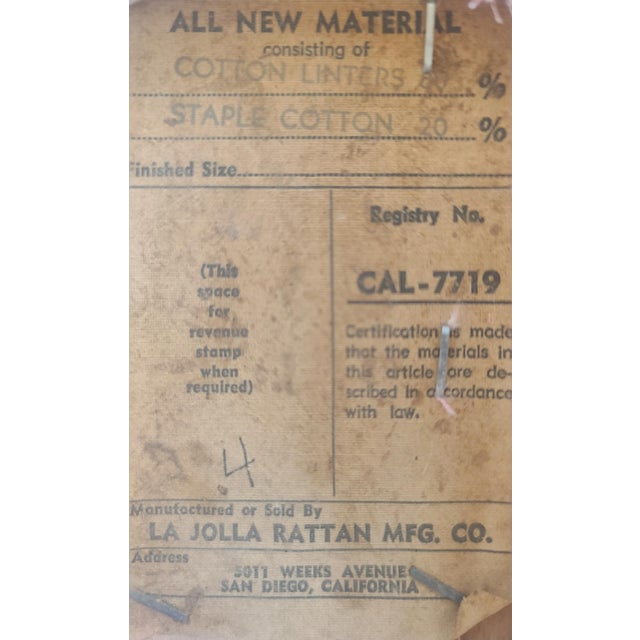 ALL NEW MATERIAL
consisting of
COTTON LINTERS %
STAPLE COTTON 20 %
Finished Size
Registry No.
CAL-7719
Certification is made
that the materials in
this article are de-
scribed in accordance
with law.
(This
space
for
revenue
stamp
when
required)
4
Manufactured or Sold By
LA JOLLA RATTAN MFG. CO.
Address
5011 WEEKS AVENUE
SAN DIEGO, CALIFORNIA